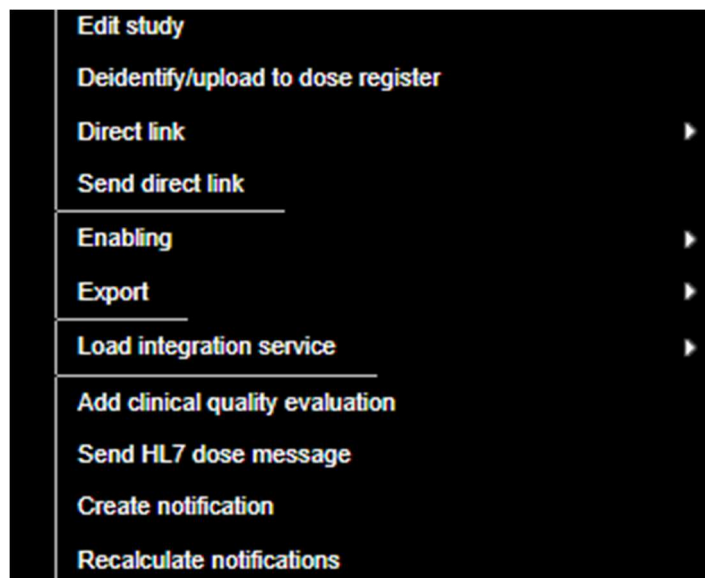 Edit study
Deidentify/upload to dose register
Direct link
Send direct link
Enabling
Export
Load integration service
Add clinical quality evaluation
Send HL7 dose message
Create notification
Recalculate notifications